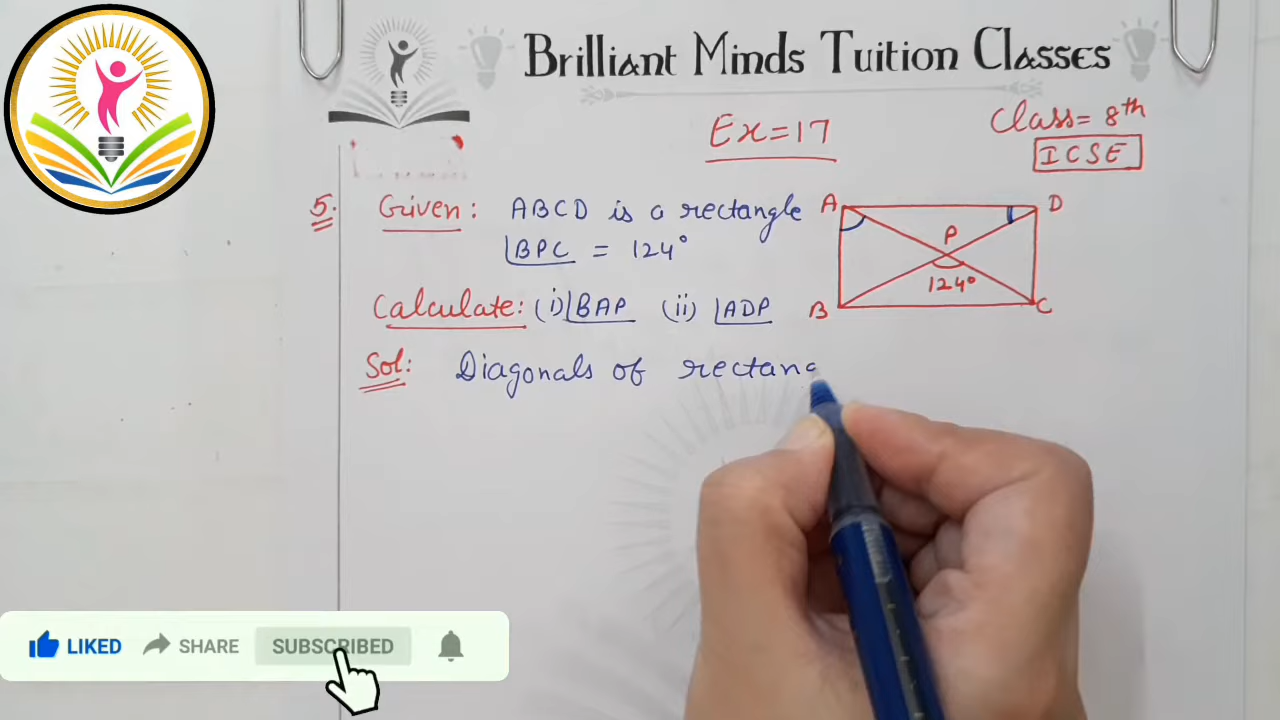 Brilliant Minds Tuition Classes
Ex=17
Class= 8th
ICSE
5. Given: ABCD is a rectangle
∠BPC = 124°
Calculate: (i) ∠BAP (ii) ∠ADP
A
D
P
124°
B
C
Sol: Diagonals of rectang
LIKED SHARE SUBSCRIBED